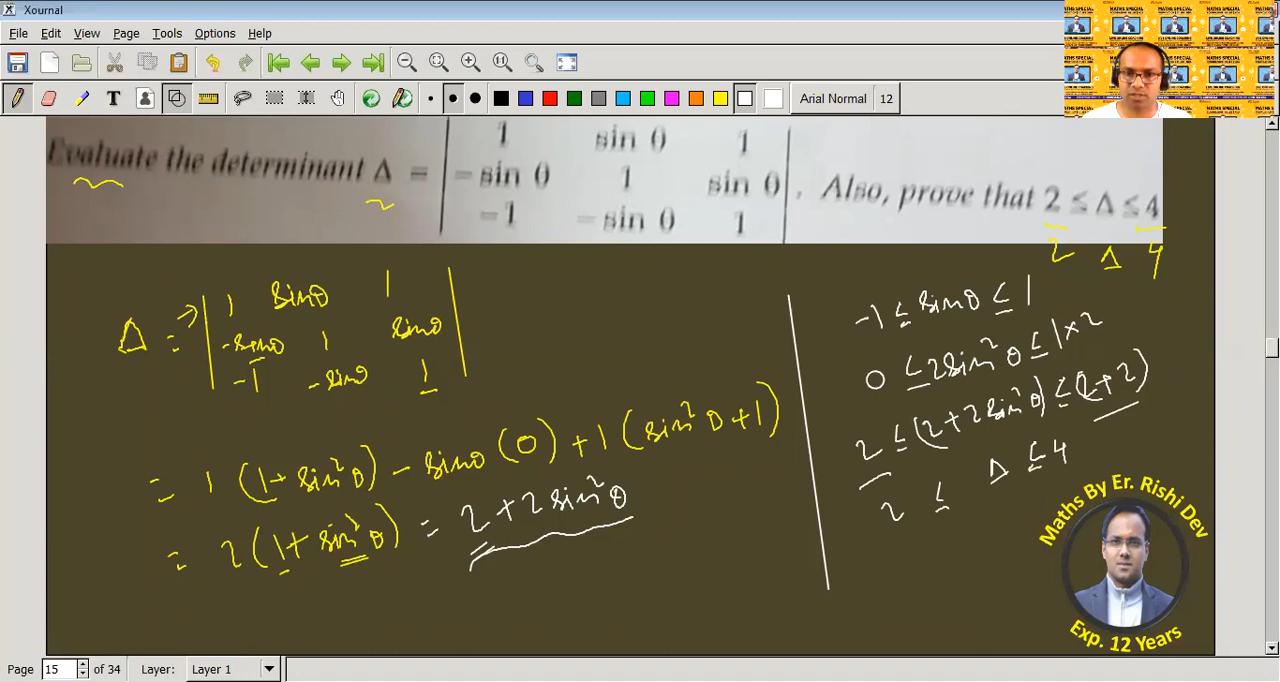 Xournal
File Edit View Page Tools Options Help
Arial Normal 12
Evaluate the determinant Δ = | 1 sin θ 1 |
| − sin θ 1 sin θ | . Also, prove that 2 ≤ Δ ≤ 4
| −1 − sin θ 1 |
2 Δ 4
Δ = | 1 sinθ 1 |
| -sinθ 1 sinθ |
| -1 -sinθ 1 |
= 1 (1+ sin²θ) - sinθ (0) + 1 (sin²θ+1)
= 2 (1+ sin²θ) = 2+2sin²θ
-1 ≤ sinθ ≤ 1
0 ≤ 2sin²θ ≤ 1×2
2 ≤ (2+2sin²θ) ≤ (2+2)
2 ≤ Δ ≤ 4
Maths By Er. Rishi Dev
Exp. 12 Years
Page 15 of 34 Layer: Layer 1